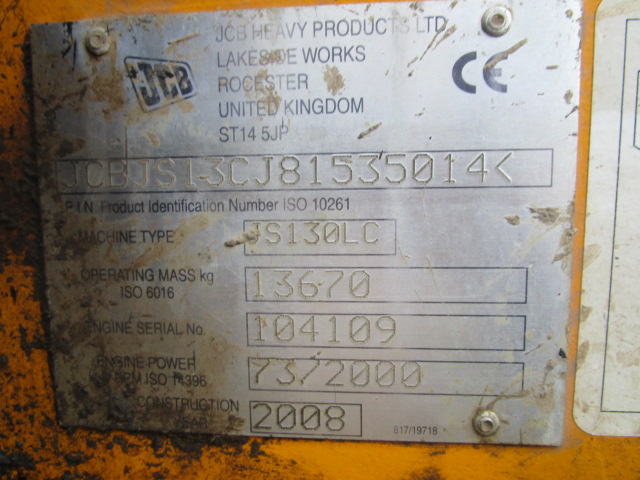 JCB HEAVY PRODUCTS LTD
LAKESIDE WORKS
ROCESTER
UNITED KINGDOM
ST14 5JP
JCB
CE
JCBJS13CJ81535014<
P.I.N. Product Identification Number ISO 10261
MACHINE TYPE JS130LC
OPERATING MASS kg
ISO 6016
13670
ENGINE SERIAL No. 104109
ENGINE POWER
RPM ISO 14396
73/2000
CONSTRUCTION
YEAR
2008
817/19718